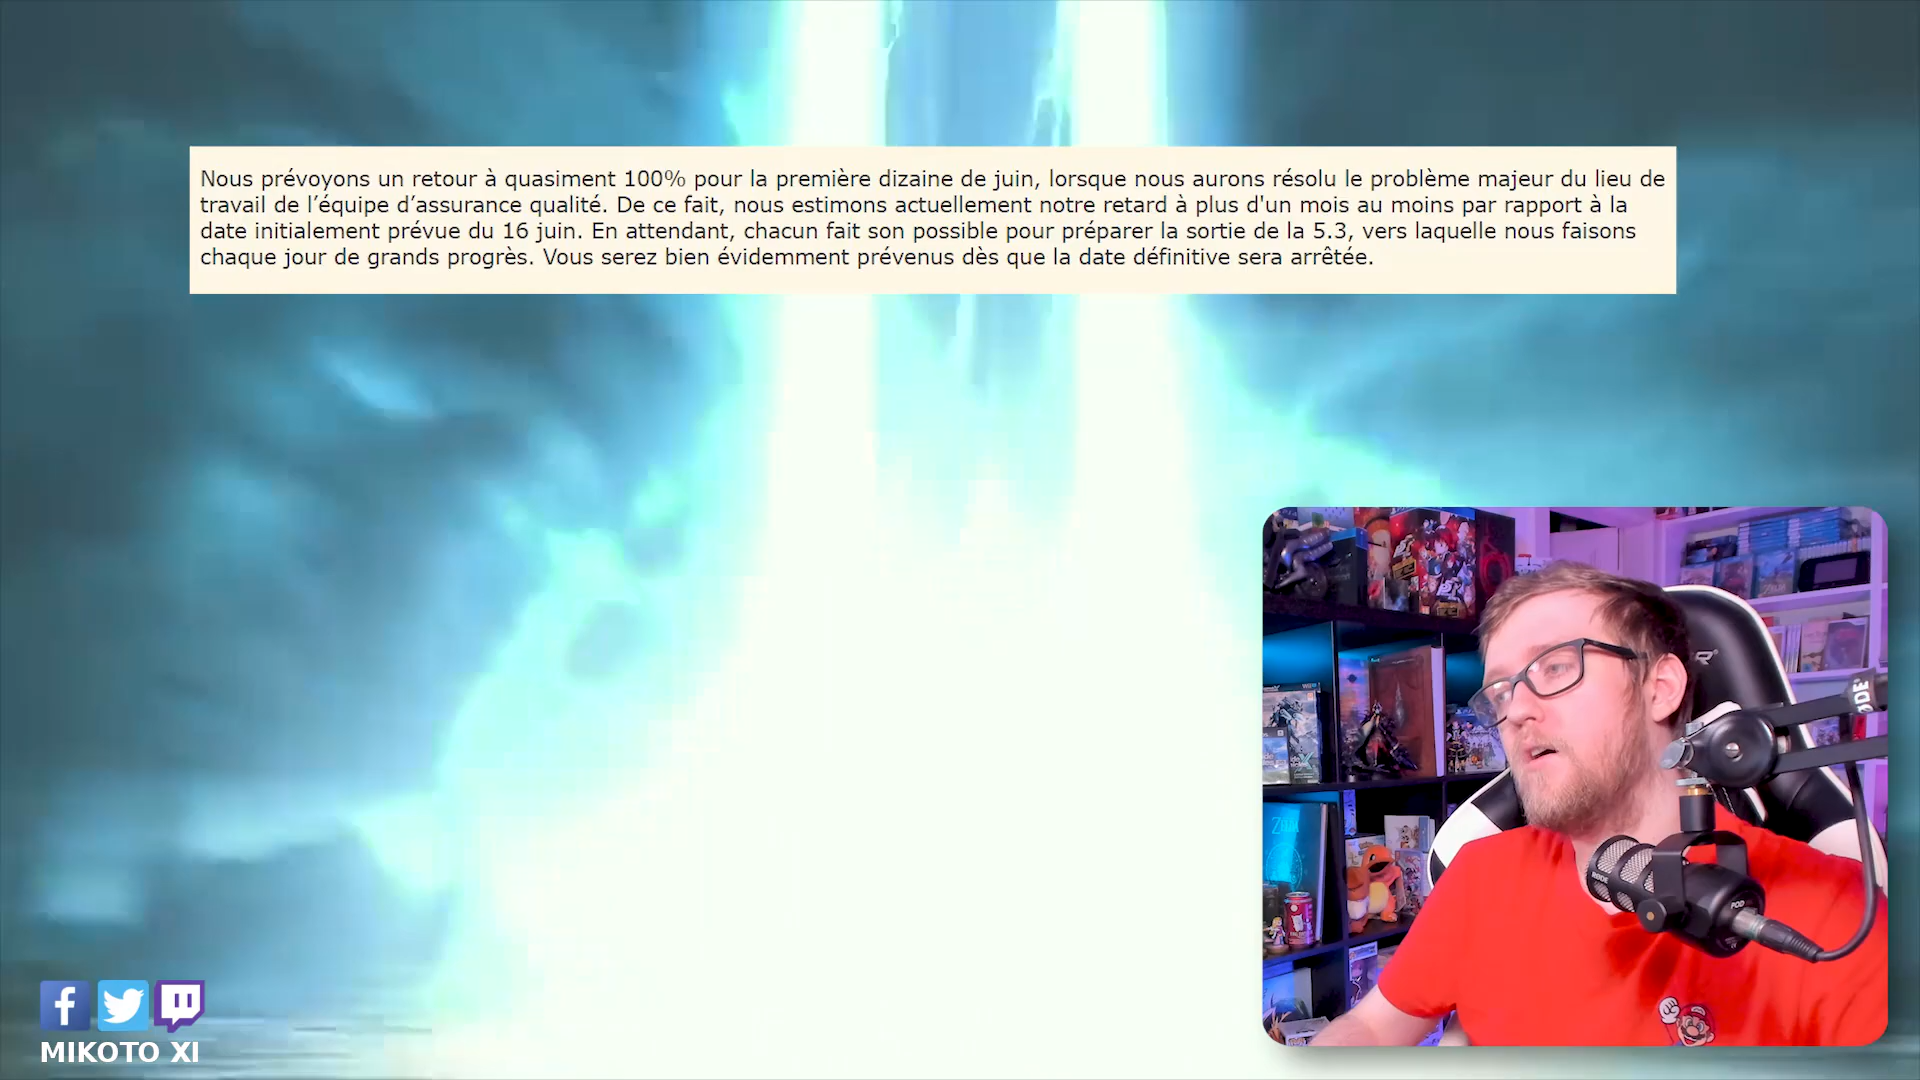 Nous prévoyons un retour à quasiment 100% pour la première dizaine de juin, lorsque nous aurons résolu le problème majeur du lieu de
travail de l’équipe d’assurance qualité. De ce fait, nous estimons actuellement notre retard à plus d'un mois au moins par rapport à la
date initialement prévue du 16 juin. En attendant, chacun fait son possible pour préparer la sortie de la 5.3, vers laquelle nous faisons
chaque jour de grands progrès. Vous serez bien évidemment prévenus dès que la date définitive sera arrêtée.
ZELDA
RODE
POD
MIKOTO XI